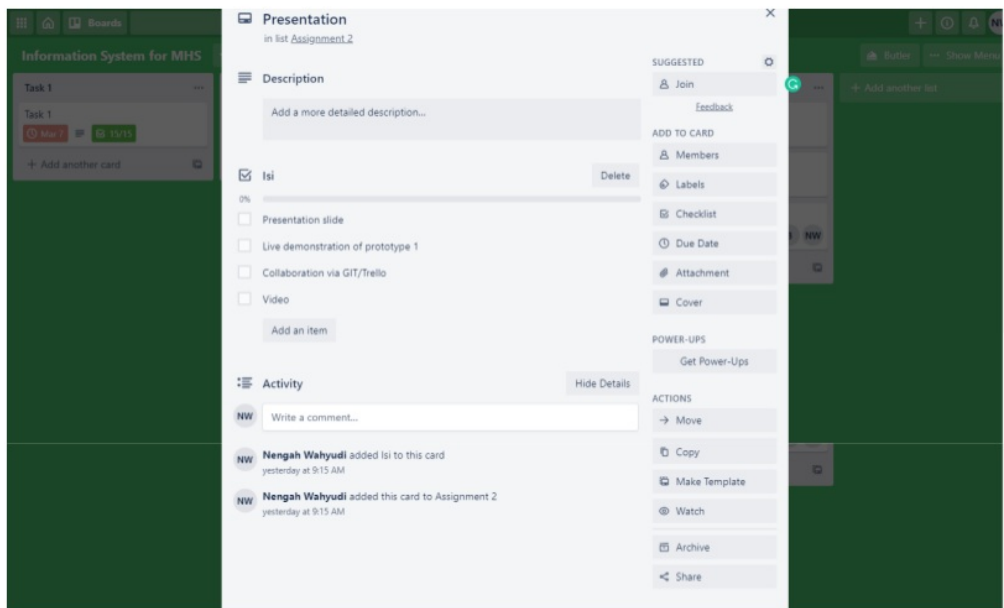 Boards
NW
Information System for MHS
Butler
... Show Menu
Task 1
...
Task 1
Mar 7
15/15
+ Add another card
Presentation
in list Assignment 2
Description
Add a more detailed description...
Isi
Delete
0%
Presentation slide
Live demonstration of prototype 1
Collaboration via GIT/Trello
Video
Add an item
Activity
Hide Details
NW
Write a comment...
NW
Nengah Wahyudi added Isi to this card
yesterday at 9:15 AM
NW
Nengah Wahyudi added this card to Assignment 2
yesterday at 9:15 AM
SUGGESTED
Join
Feedback
ADD TO CARD
Members
Labels
Checklist
Due Date
Attachment
Cover
POWER-UPS
Get Power-Ups
ACTIONS
→ Move
Copy
Make Template
Watch
Archive
Share
G
...
+ Add another list
NW